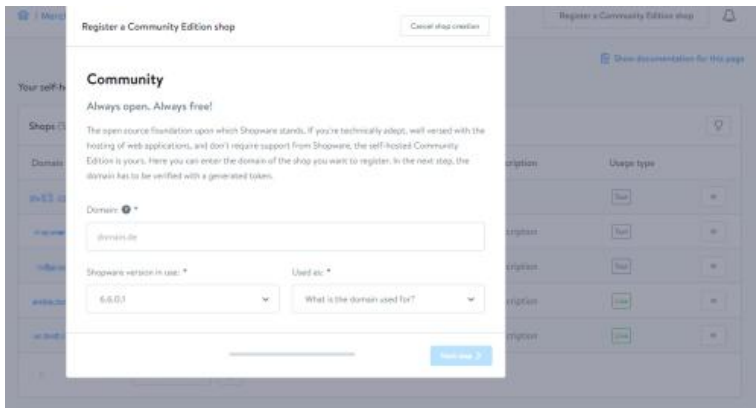 Register a Community Edition shop
Your self-h
Show documentation for this page
Shops
Domain
Usage type
Test
Test
Test
Live
Live
Register a Community Edition shop
Cancel shop creation
Community
Always open. Always free!
The open source foundation upon which Shopware stands. If you're technically adept, well versed with the
hosting of web applications, and don't require support from Shopware, the self-hosted Community
Edition is yours. Here you can enter the domain of the shop you want to register. In the next step, the
domain has to be verified with a generated token.
Domain: *
domain.de
Shopware version in use: *
Used as: *
6.6.0.1
What is the domain used for?
Next step